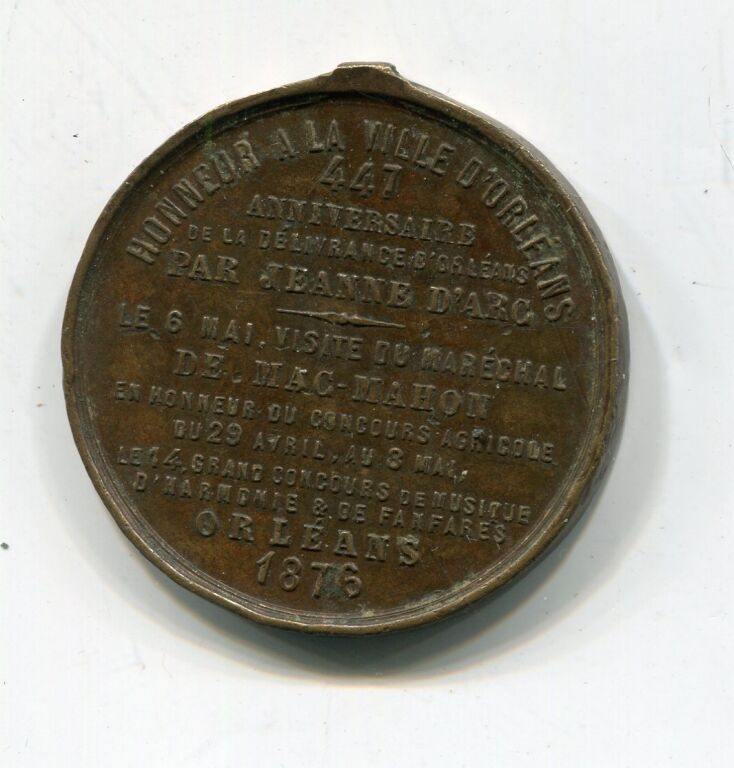 HONNEUR A LA VILLE D'ORLÉANS
447
ANNIVERSAIRE
DE LA DÉLIVRANCE D'ORLÉANS
PAR JEANNE D'ARC
LE 6 MAI, VISITE DU MARÉCHAL
DE MAC-MAHON
EN HONNEUR DU CONCOURS AGRICOLE
DU 29 AVRIL, AU 8 MAI,
LE 14, GRAND CONCOURS DE MUSIQUE
D'HARMONIE & DE FANFARES
ORLÉANS
1876